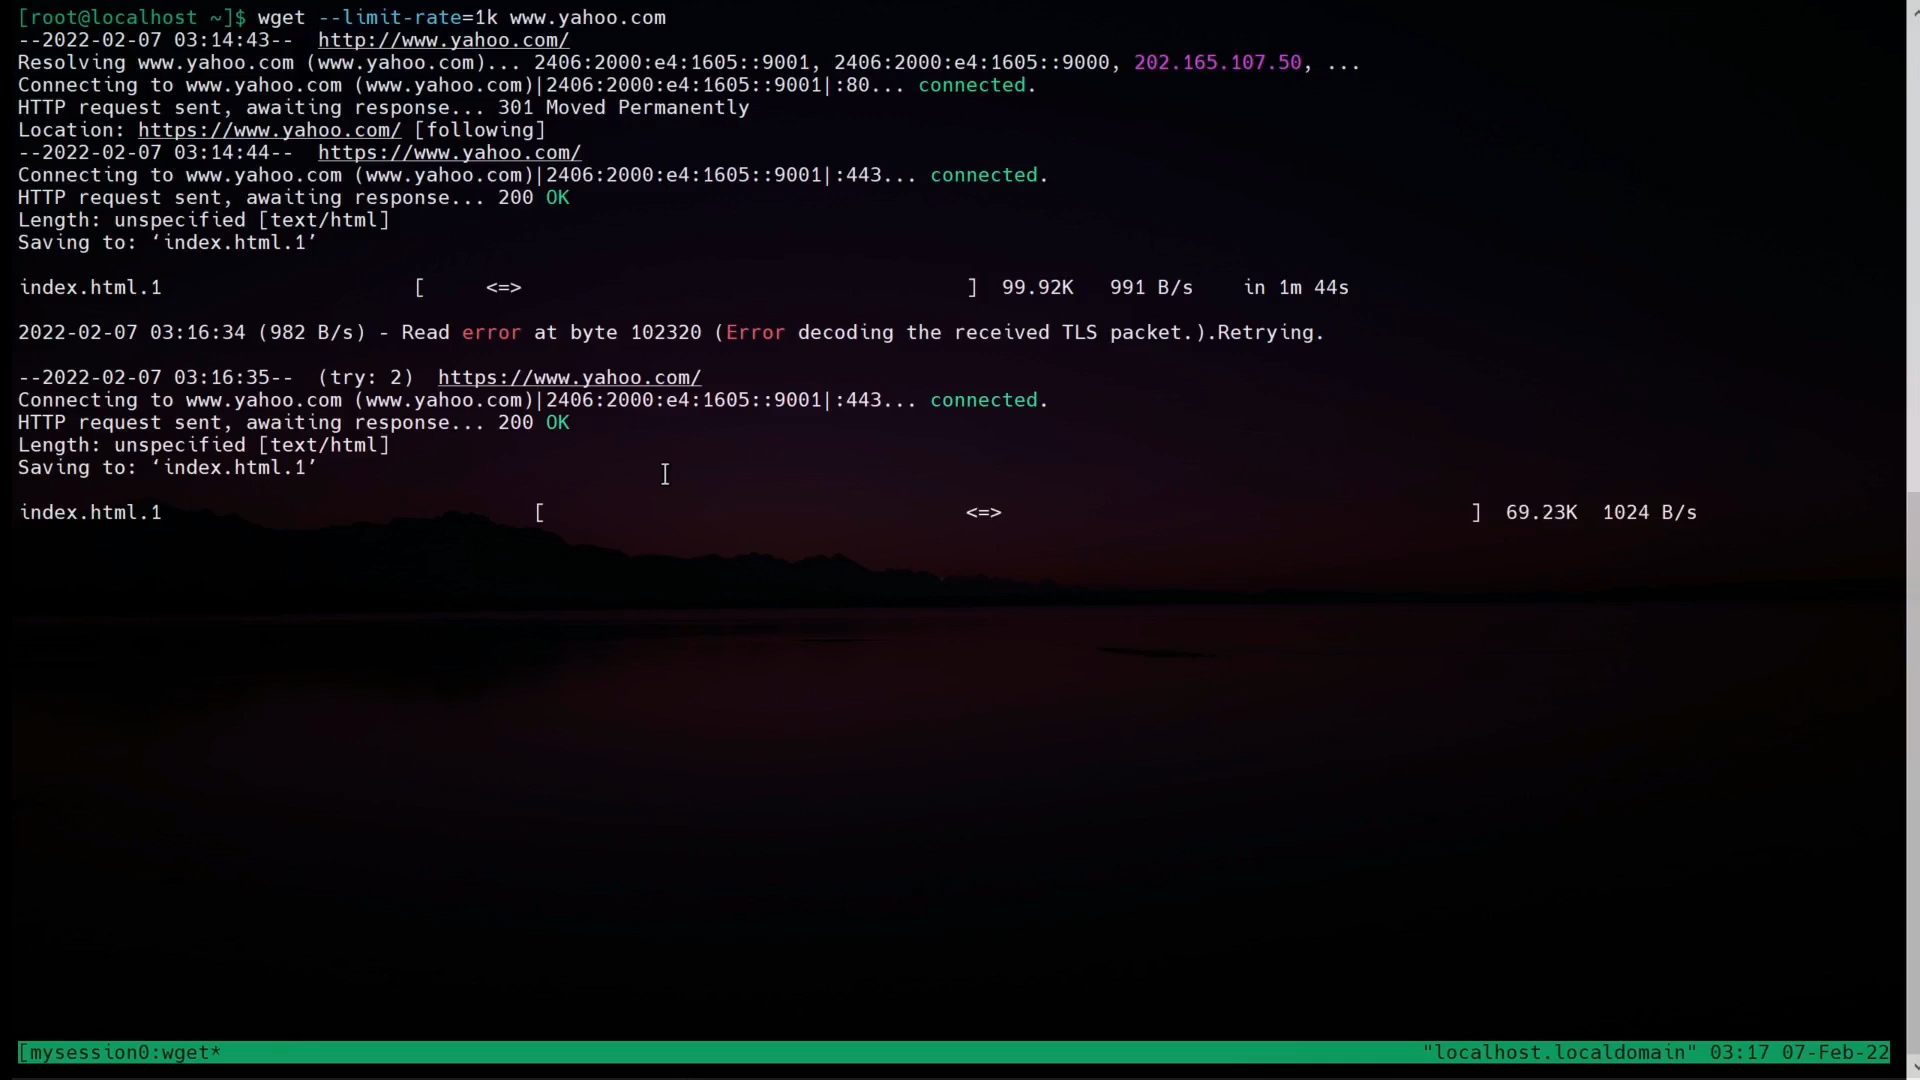 [root@localhost ~]$ wget --limit-rate=1k www.yahoo.com
--2022-02-07 03:14:43--  http://www.yahoo.com/
Resolving www.yahoo.com (www.yahoo.com)... 2406:2000:e4:1605::9001, 2406:2000:e4:1605::9000, 202.165.107.50, ...
Connecting to www.yahoo.com (www.yahoo.com)|2406:2000:e4:1605::9001|:80... connected.
HTTP request sent, awaiting response... 301 Moved Permanently
Location: https://www.yahoo.com/ [following]
--2022-02-07 03:14:44--  https://www.yahoo.com/
Connecting to www.yahoo.com (www.yahoo.com)|2406:2000:e4:1605::9001|:443... connected.
HTTP request sent, awaiting response... 200 OK
Length: unspecified [text/html]
Saving to: ‘index.html.1’
index.html.1 [ <=> ] 99.92K 991 B/s in 1m 44s
2022-02-07 03:16:34 (982 B/s) - Read error at byte 102320 (Error decoding the received TLS packet.).Retrying.
--2022-02-07 03:16:35--  (try: 2)  https://www.yahoo.com/
Connecting to www.yahoo.com (www.yahoo.com)|2406:2000:e4:1605::9001|:443... connected.
HTTP request sent, awaiting response... 200 OK
Length: unspecified [text/html]
Saving to: ‘index.html.1’
index.html.1 [ <=> ] 69.23K 1024 B/s
[mysession0:wget* "localhost.localdomain" 03:17 07-Feb-22